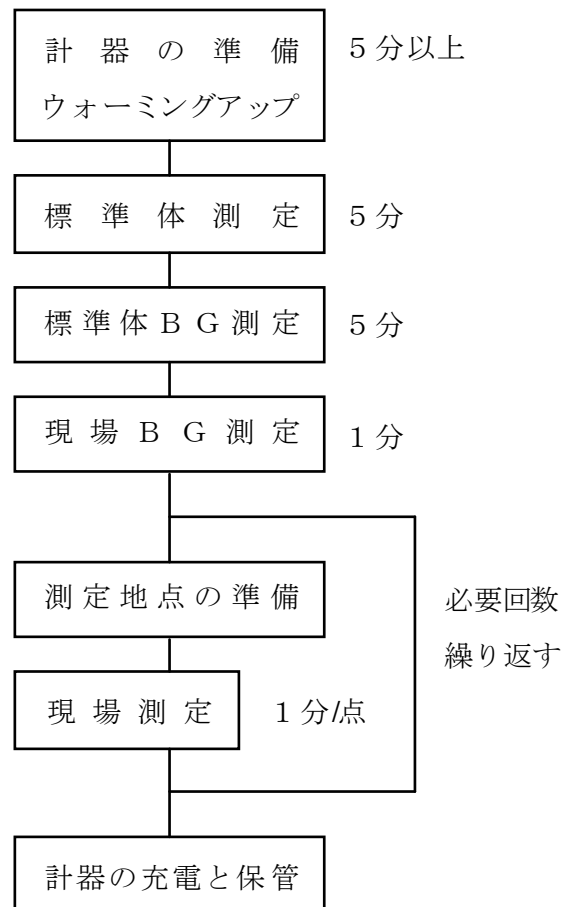 計器の準備
ウォーミングアップ
5分以上
標準体測定
5分
標準体BG測定
5分
現場BG測定
1分
測定地点の準備
必要回数
繰り返す
現場測定
1分/点
計器の充電と保管